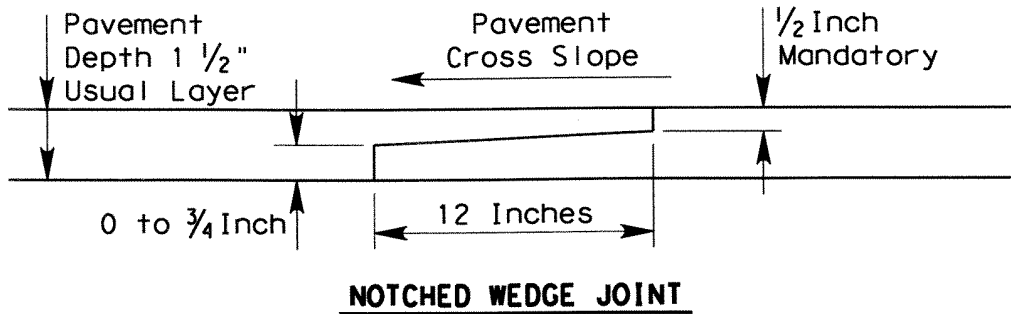 Pavement
Depth 1 ½"
Usual Layer
Pavement
Cross Slope
½ Inch
Mandatory
0 to ¾ Inch
12 Inches
NOTCHED WEDGE JOINT